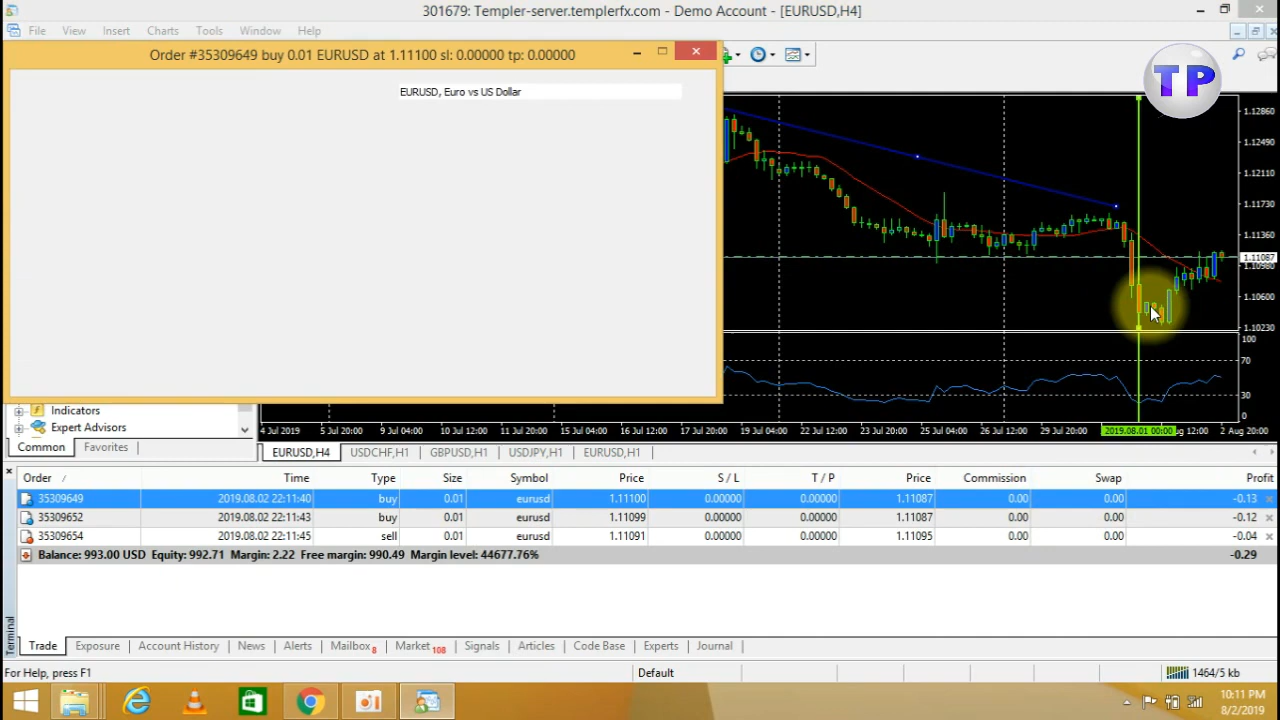 301679: Templer-server.templerfx.com - Demo Account - [EURUSD,H4]
File View Insert Charts Tools Window Help
Order #35309649 buy 0.01 EURUSD at 1.11100 sl: 0.00000 tp: 0.00000
TP
EURUSD, Euro vs US Dollar
1.12860
1.12490
1.12110
1.11730
1.11360
1.11087
1.10980
1.10600
1.10230
100
70
30
0
Indicators
Expert Advisors
Common Favorites
4 Jul 2019 5 Jul 20:00 9 Jul 04:00 10 Jul 12:00 11 Jul 20:00 15 Jul 04:00 16 Jul 12:00 17 Jul 20:00 19 Jul 04:00 22 Jul 12:00 23 Jul 20:00 25 Jul 04:00 26 Jul 12:00 29 Jul 20:00 2019.08.01 00:00 ug 12:00 2 Aug 20:00
EURUSD,H4 USDCHF,H1 GBPUSD,H1 USDJPY,H1 EURUSD,H1
Order / Time Type Size Symbol Price S / L T / P Price Commission Swap Profit
35309649 2019.08.02 22:11:40 buy 0.01 eurusd 1.11100 0.00000 0.00000 1.11087 0.00 0.00 -0.13
35309652 2019.08.02 22:11:43 buy 0.01 eurusd 1.11099 0.00000 0.00000 1.11087 0.00 0.00 -0.12
35309654 2019.08.02 22:11:45 sell 0.01 eurusd 1.11091 0.00000 0.00000 1.11095 0.00 0.00 -0.04
Balance: 993.00 USD Equity: 992.71 Margin: 2.22 Free margin: 990.49 Margin level: 44677.76% -0.29
Terminal
Trade Exposure Account History News Alerts Mailbox 8 Market 108 Signals Articles Code Base Experts Journal
For Help, press F1 Default 1464/5 kb
10:11 PM
8/2/2019